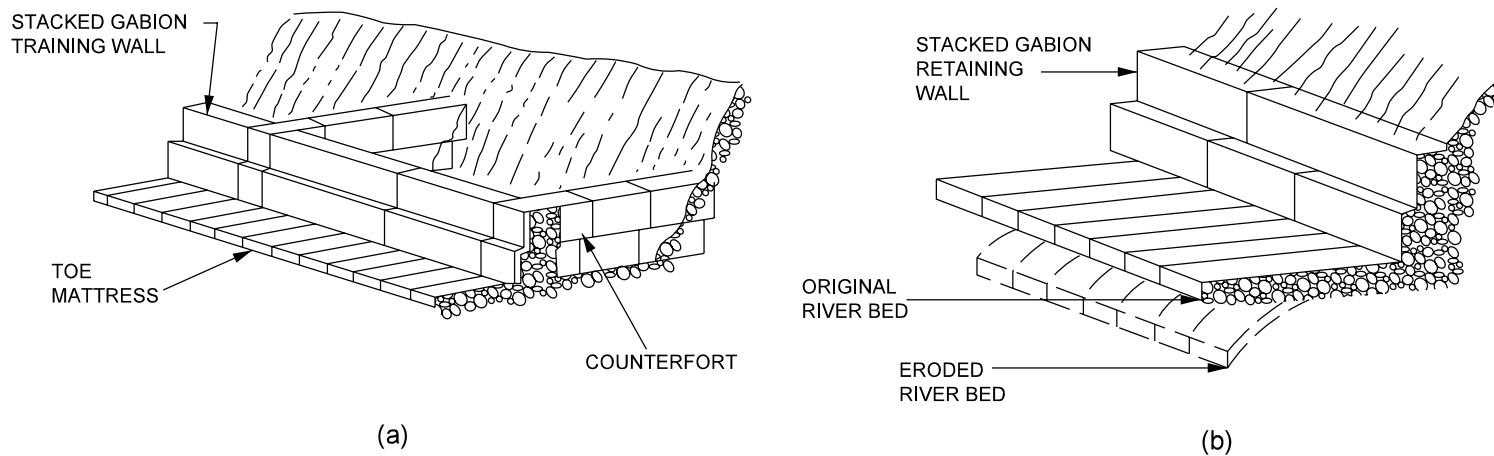 STACKED GABION
TRAINING WALL
TOE
MATTRESS
COUNTERFORT
(a)
STACKED GABION
RETAINING
WALL
ORIGINAL
RIVER BED
ERODED
RIVER BED
(b)